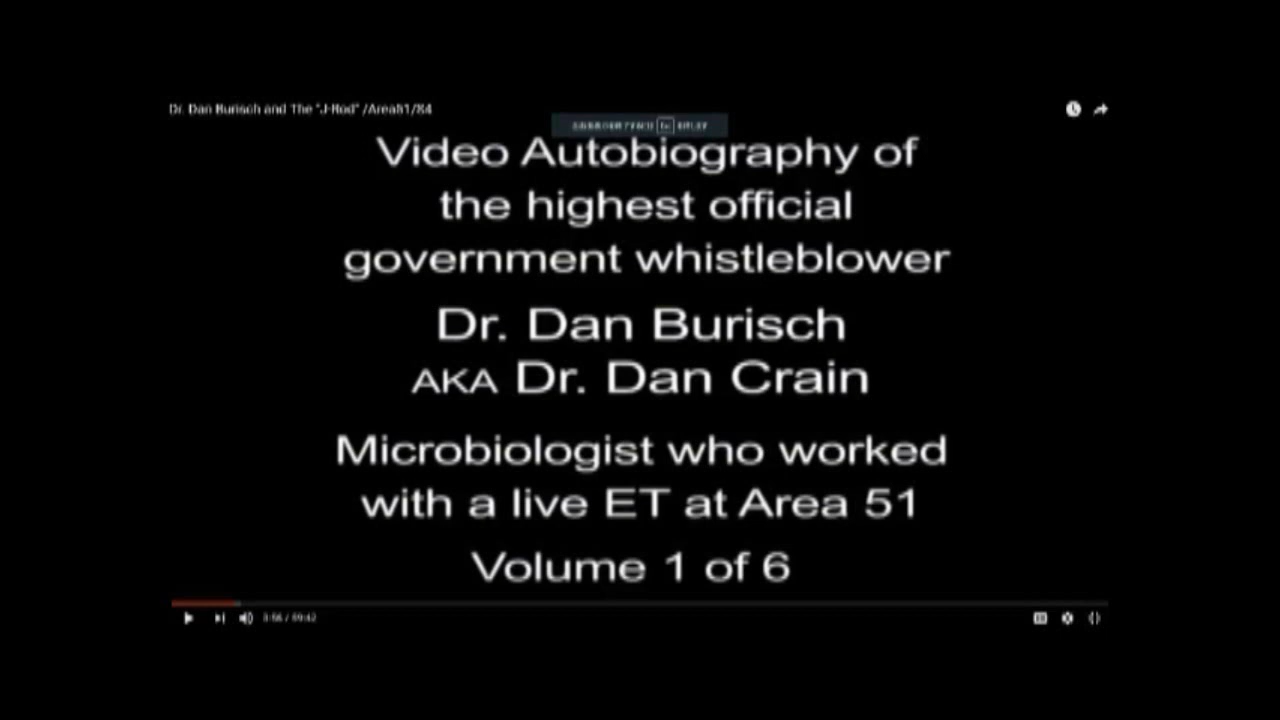 Dr. Dan Burisch and The "J-Rod" /Area51/S4
Video Autobiography of
the highest official
government whistleblower
Dr. Dan Burisch
AKA Dr. Dan Crain
Microbiologist who worked
with a live ET at Area 51
Volume 1 of 6